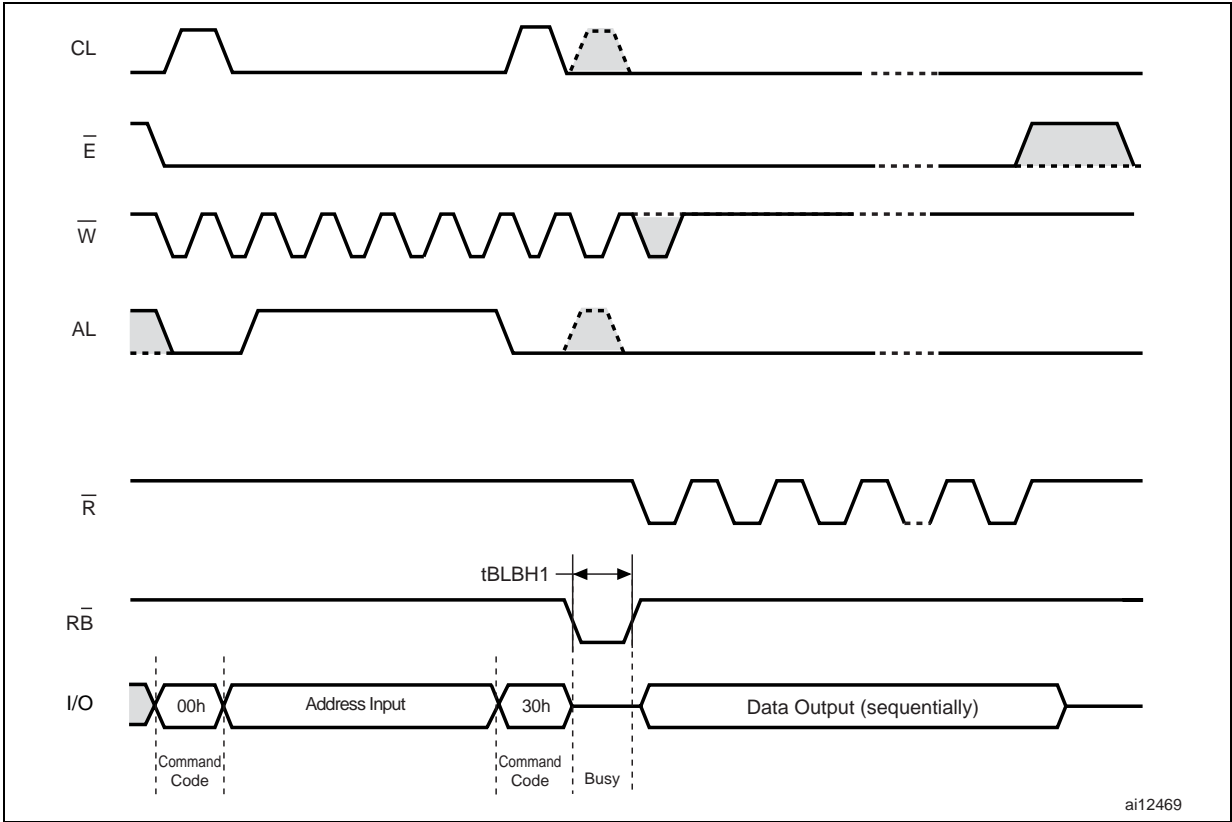 CL
E̅
W̅
AL
R̅
tBLBH1
RB̅
I/O
00h
Address Input
30h
Data Output (sequentially)
Command
Code
Command
Code
Busy
ai12469